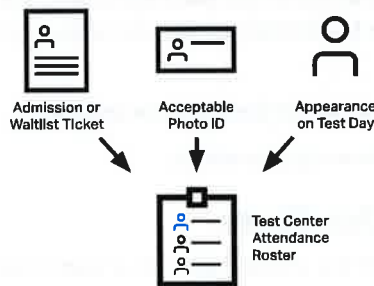 Admission or
Waitlist Ticket
Acceptable
Photo ID
Appearance
on Test Day
Test Center
Attendance
Roster